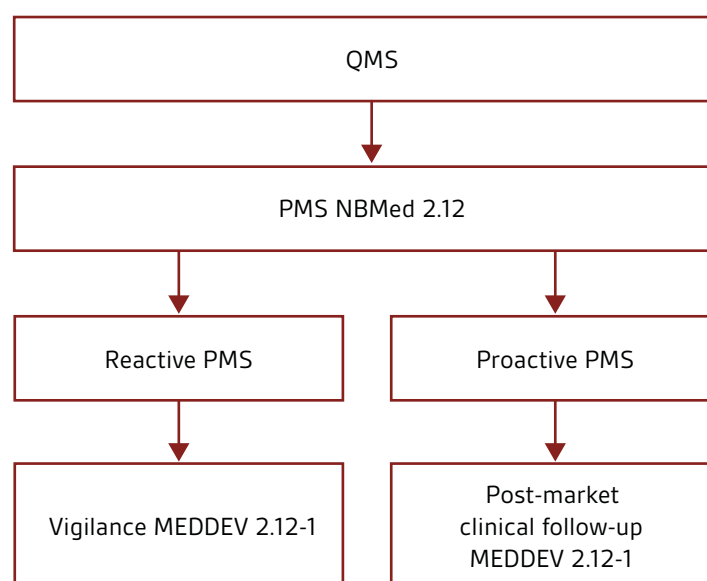 QMS
PMS NBMed 2.12
Reactive PMS
Proactive PMS
Vigilance MEDDEV 2.12-1
Post-market
clinical follow-up
MEDDEV 2.12-1